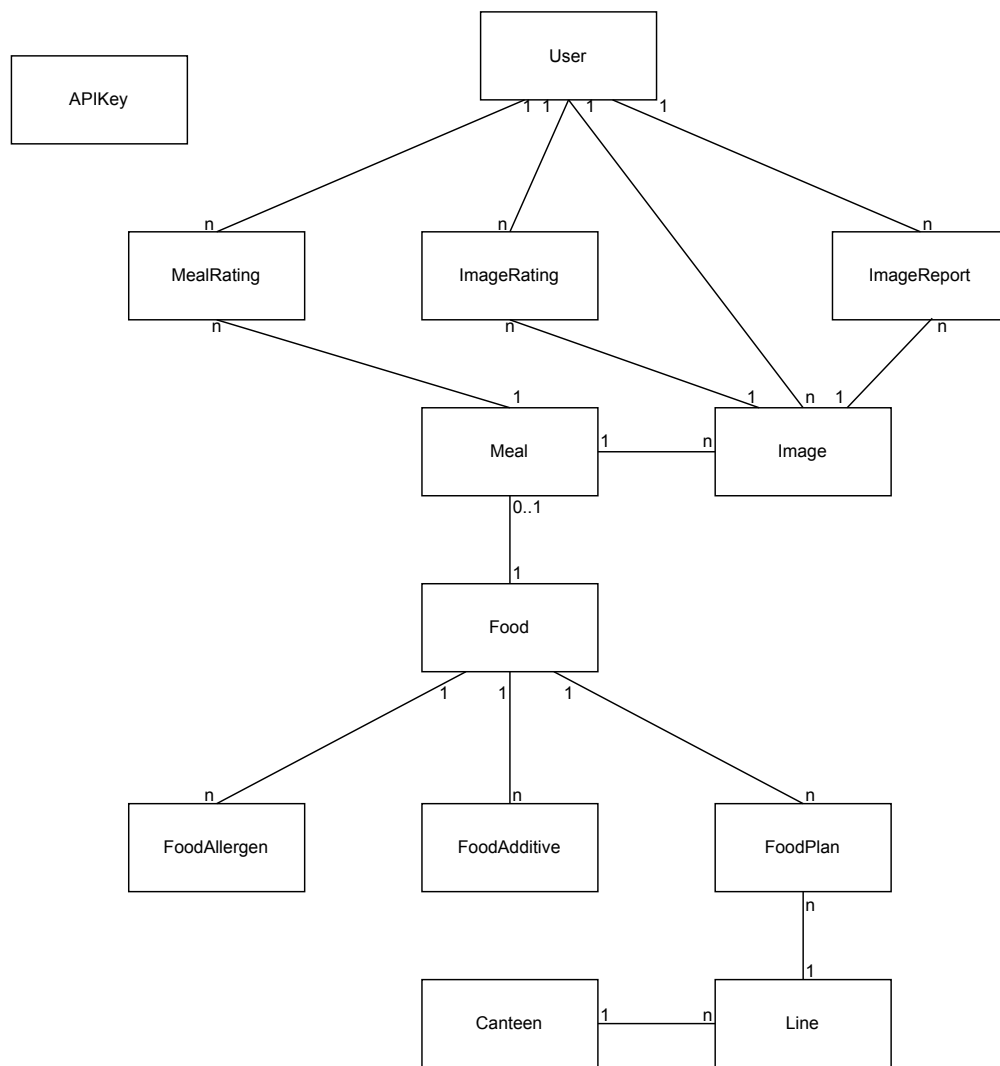 User
APIKey
1 1 1 1
n n n
MealRating ImageRating ImageReport
n n n
1 1 n 1
Meal 1 n Image
0..1
1
Food
1 1 1
n n n
FoodAllergen FoodAdditive FoodPlan
n
1
Canteen 1 n Line